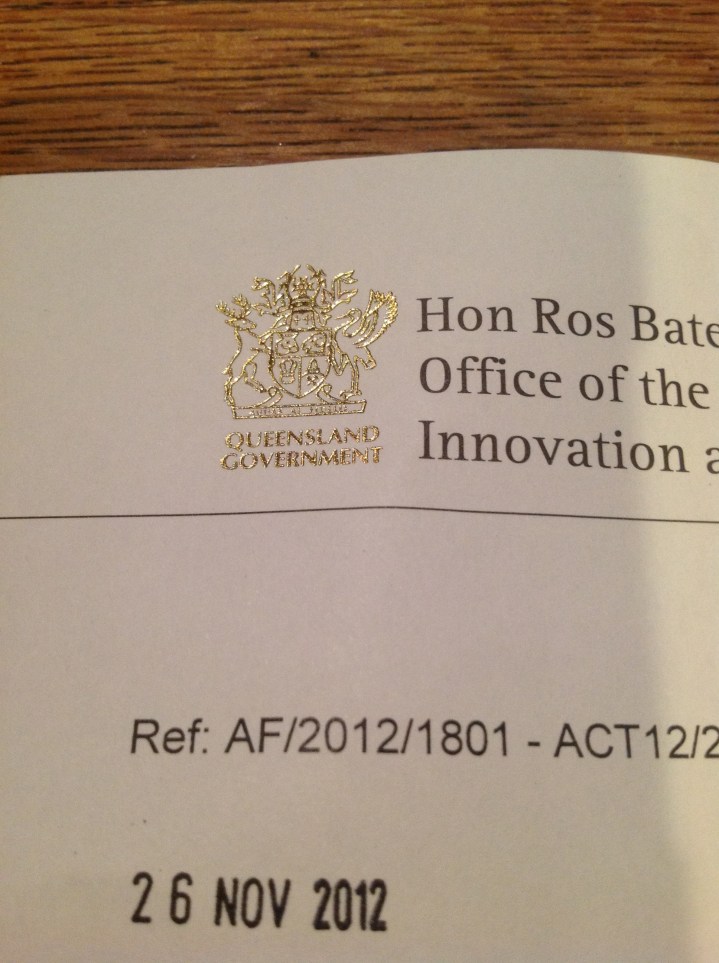 Hon Ros Bate
Office of the
Innovation a
QUEENSLAND
GOVERNMENT
Ref: AF/2012/1801 - ACT12/2
26 NOV 2012